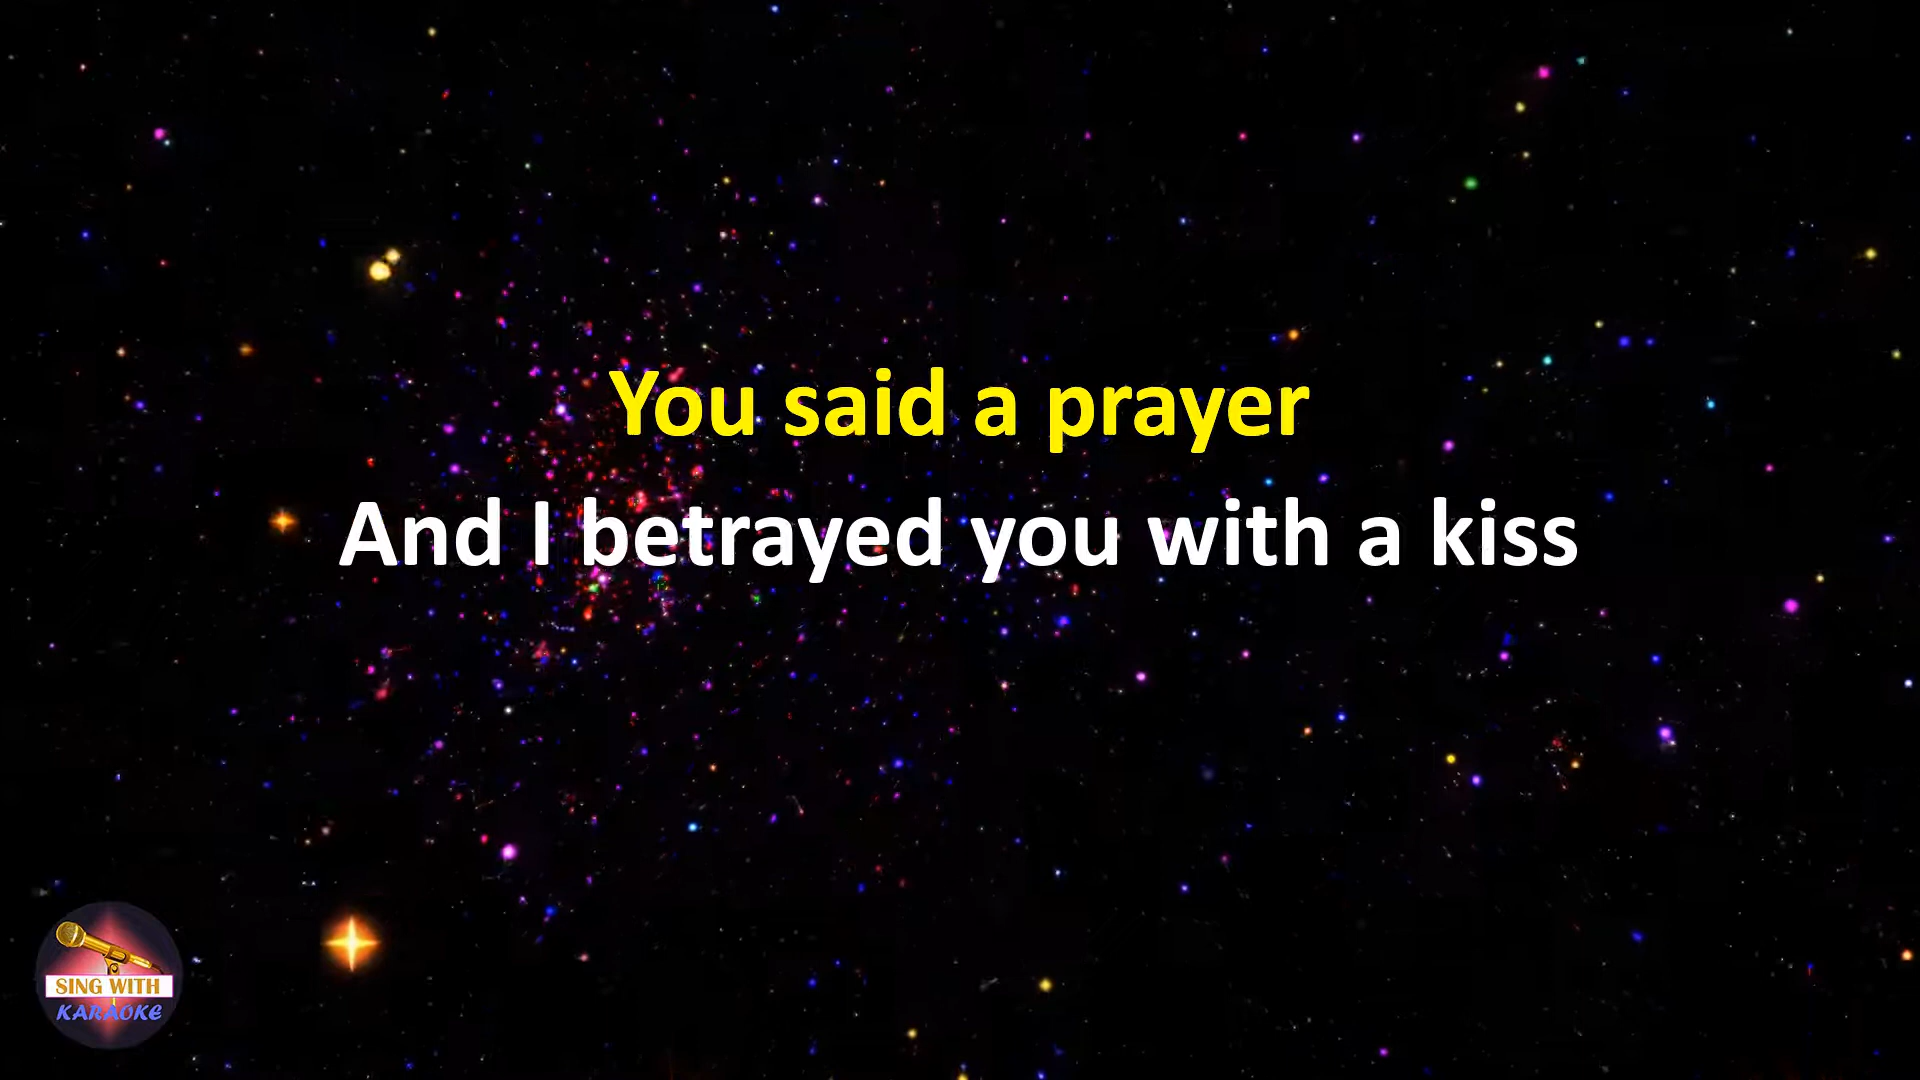 You said a prayer
And I betrayed you with a kiss
SING WITH
KARAOKE